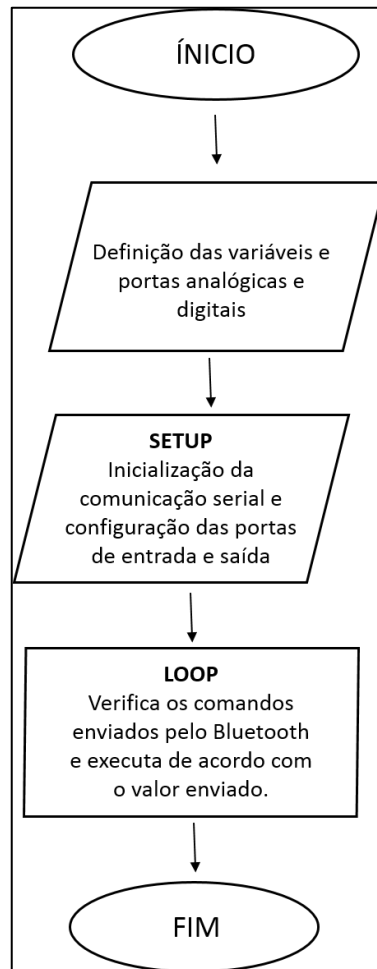 ÍNICIO
Definição das variáveis e
portas analógicas e
digitais
SETUP
Inicialização da
comunicação serial e
configuração das portas
de entrada e saída
LOOP
Verifica os comandos
enviados pelo Bluetooth
e executa de acordo com
o valor enviado.
FIM